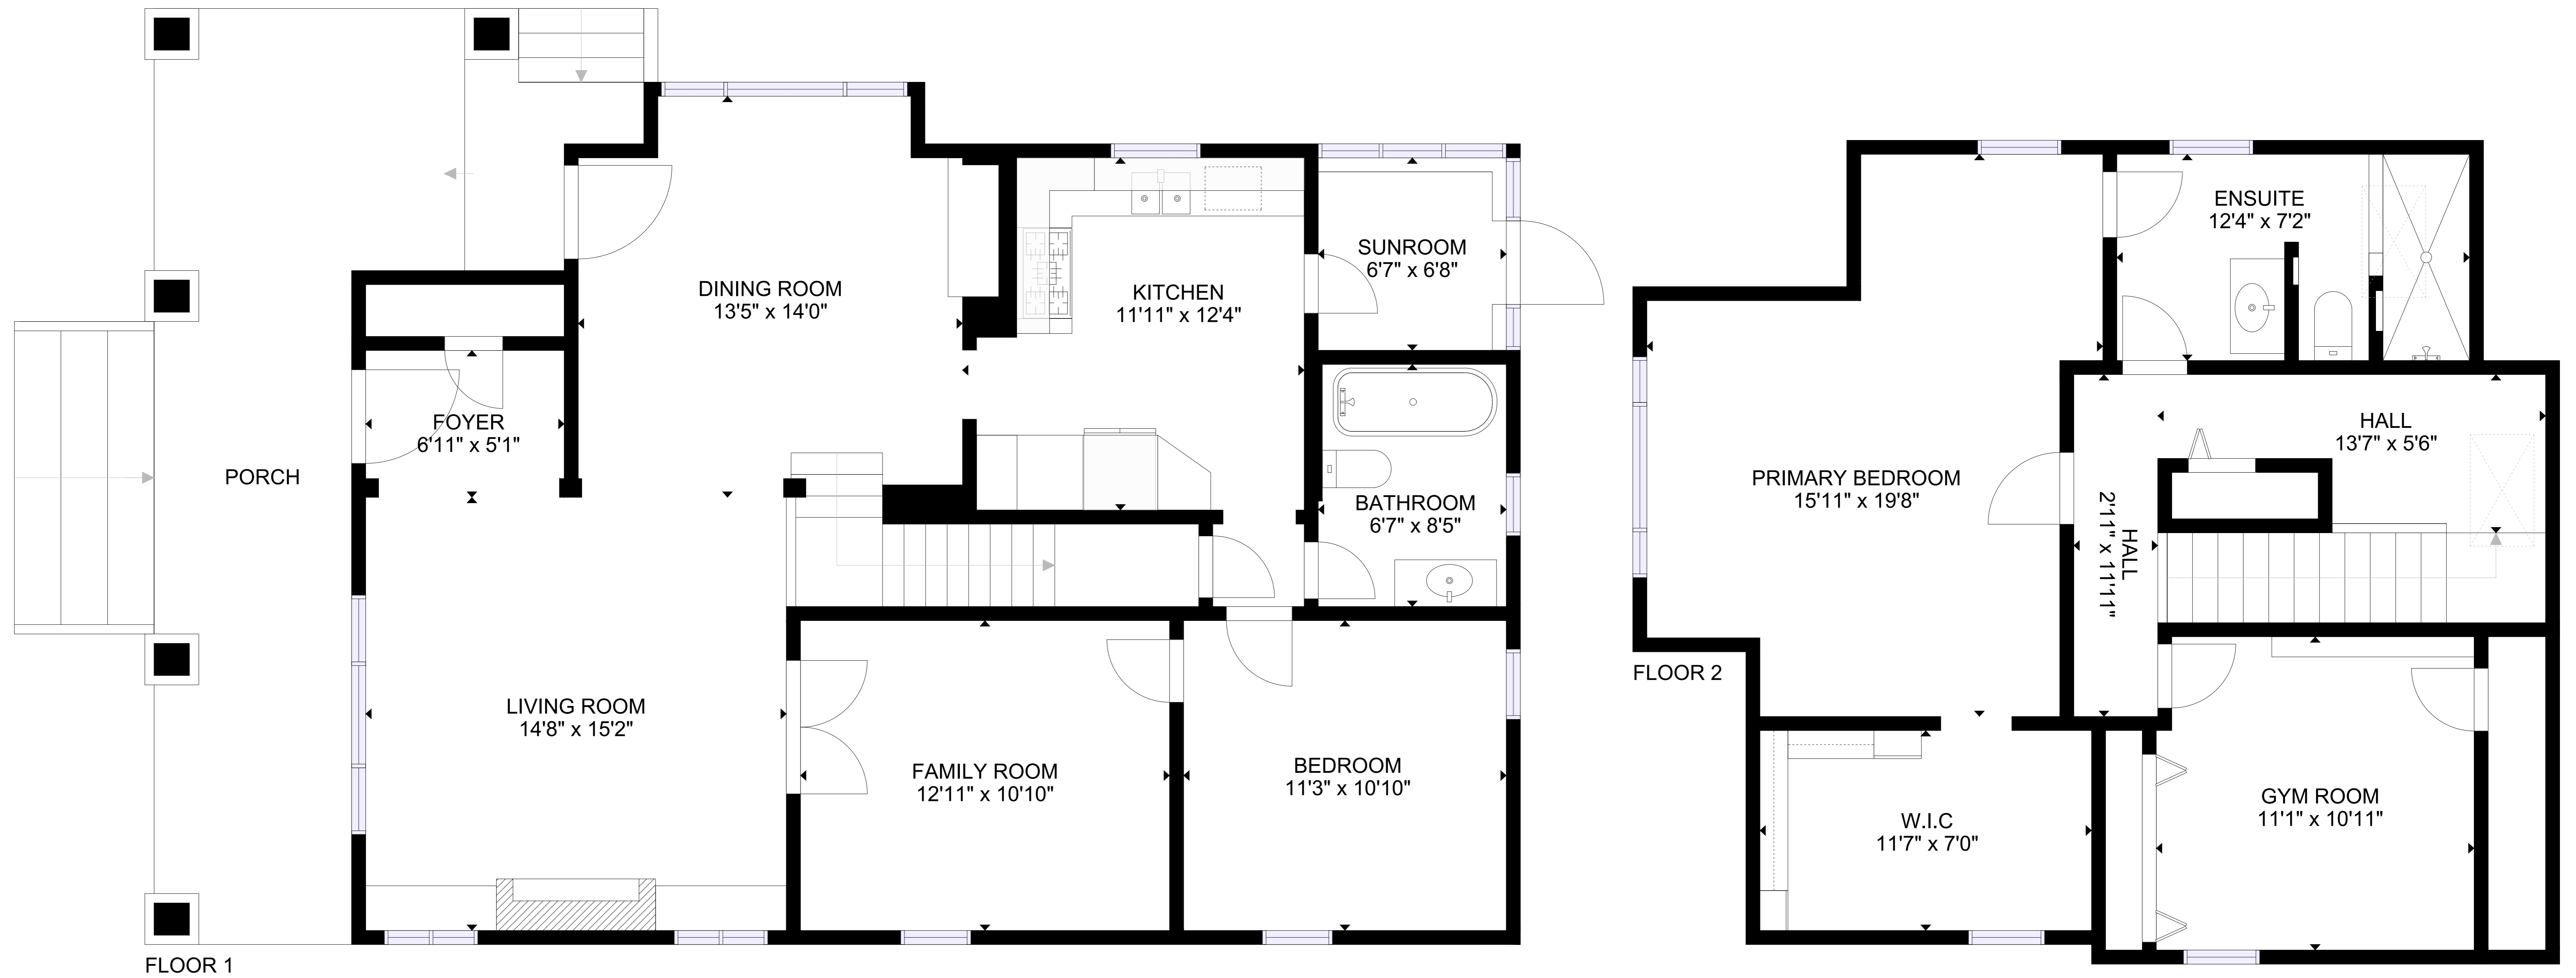 DINING ROOM
13'5" x 14'0"
KITCHEN
11'11" x 12'4"
SUNROOM
6'7" x 6'8"
FOYER
6'11" x 5'1"
PORCH
BATHROOM
6'7" x 8'5"
LIVING ROOM
14'8" x 15'2"
FAMILY ROOM
12'11" x 10'10"
BEDROOM
11'3" x 10'10"
FLOOR 1
ENSUITE
12'4" x 7'2"
HALL
13'7" x 5'6"
PRIMARY BEDROOM
15'11" x 19'8"
HALL
2'11" x 11'11"
FLOOR 2
W.I.C
11'7" x 7'0"
GYM ROOM
11'1" x 10'11"